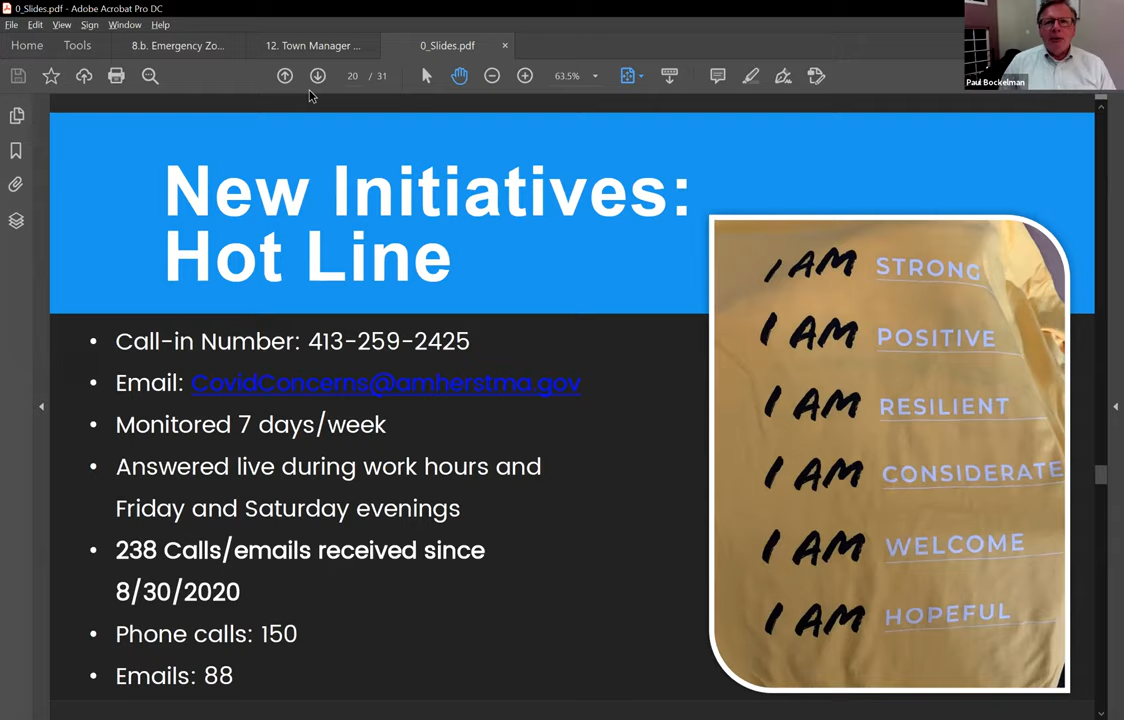 0_Slides.pdf - Adobe Acrobat Pro DC
File Edit View Sign Window Help
Home Tools 8.b. Emergency Zo... 12. Town Manager ... 0_Slides.pdf ×
20 / 31 63.5%
Paul Bockelman
New Initiatives:
Hot Line
• Call-in Number: 413-259-2425
• Email: CovidConcerns@amherstma.gov
• Monitored 7 days/week
• Answered live during work hours and
Friday and Saturday evenings
• 238 Calls/emails received since
8/30/2020
• Phone calls: 150
• Emails: 88
I AM STRONG
I AM POSITIVE
I AM RESILIENT
I AM CONSIDERATE
I AM WELCOME
I AM HOPEFUL